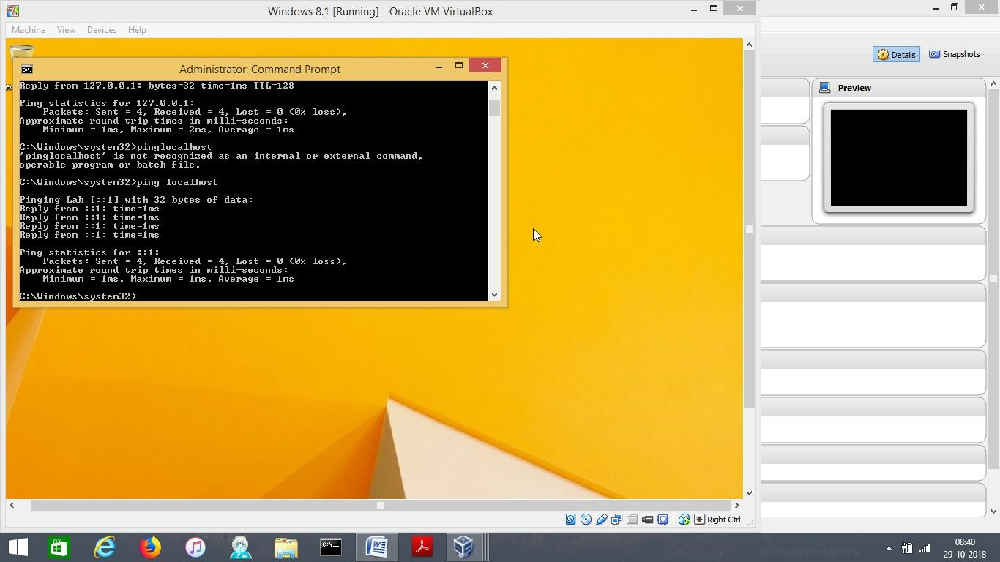 Windows 8.1 [Running] - Oracle VM VirtualBox
Machine View Devices Help
Details Snapshots
Preview
Administrator: Command Prompt
Reply from 127.0.0.1: bytes=32 time=1ms TTL=128
Ping statistics for 127.0.0.1:
Packets: Sent = 4, Received = 4, Lost = 0 (0% loss),
Approximate round trip times in milli-seconds:
Minimum = 1ms, Maximum = 2ms, Average = 1ms
C:\Windows\system32>pinglocalhost
'pinglocalhost' is not recognized as an internal or external command,
operable program or batch file.
C:\Windows\system32>ping localhost
Pinging Lab [::1] with 32 bytes of data:
Reply from ::1: time=1ms
Reply from ::1: time=1ms
Reply from ::1: time=1ms
Reply from ::1: time=1ms
Ping statistics for ::1:
Packets: Sent = 4, Received = 4, Lost = 0 (0% loss),
Approximate round trip times in milli-seconds:
Minimum = 1ms, Maximum = 1ms, Average = 1ms
C:\Windows\system32>
Right Ctrl
08:40
b.koppdelaney
29-10-2018